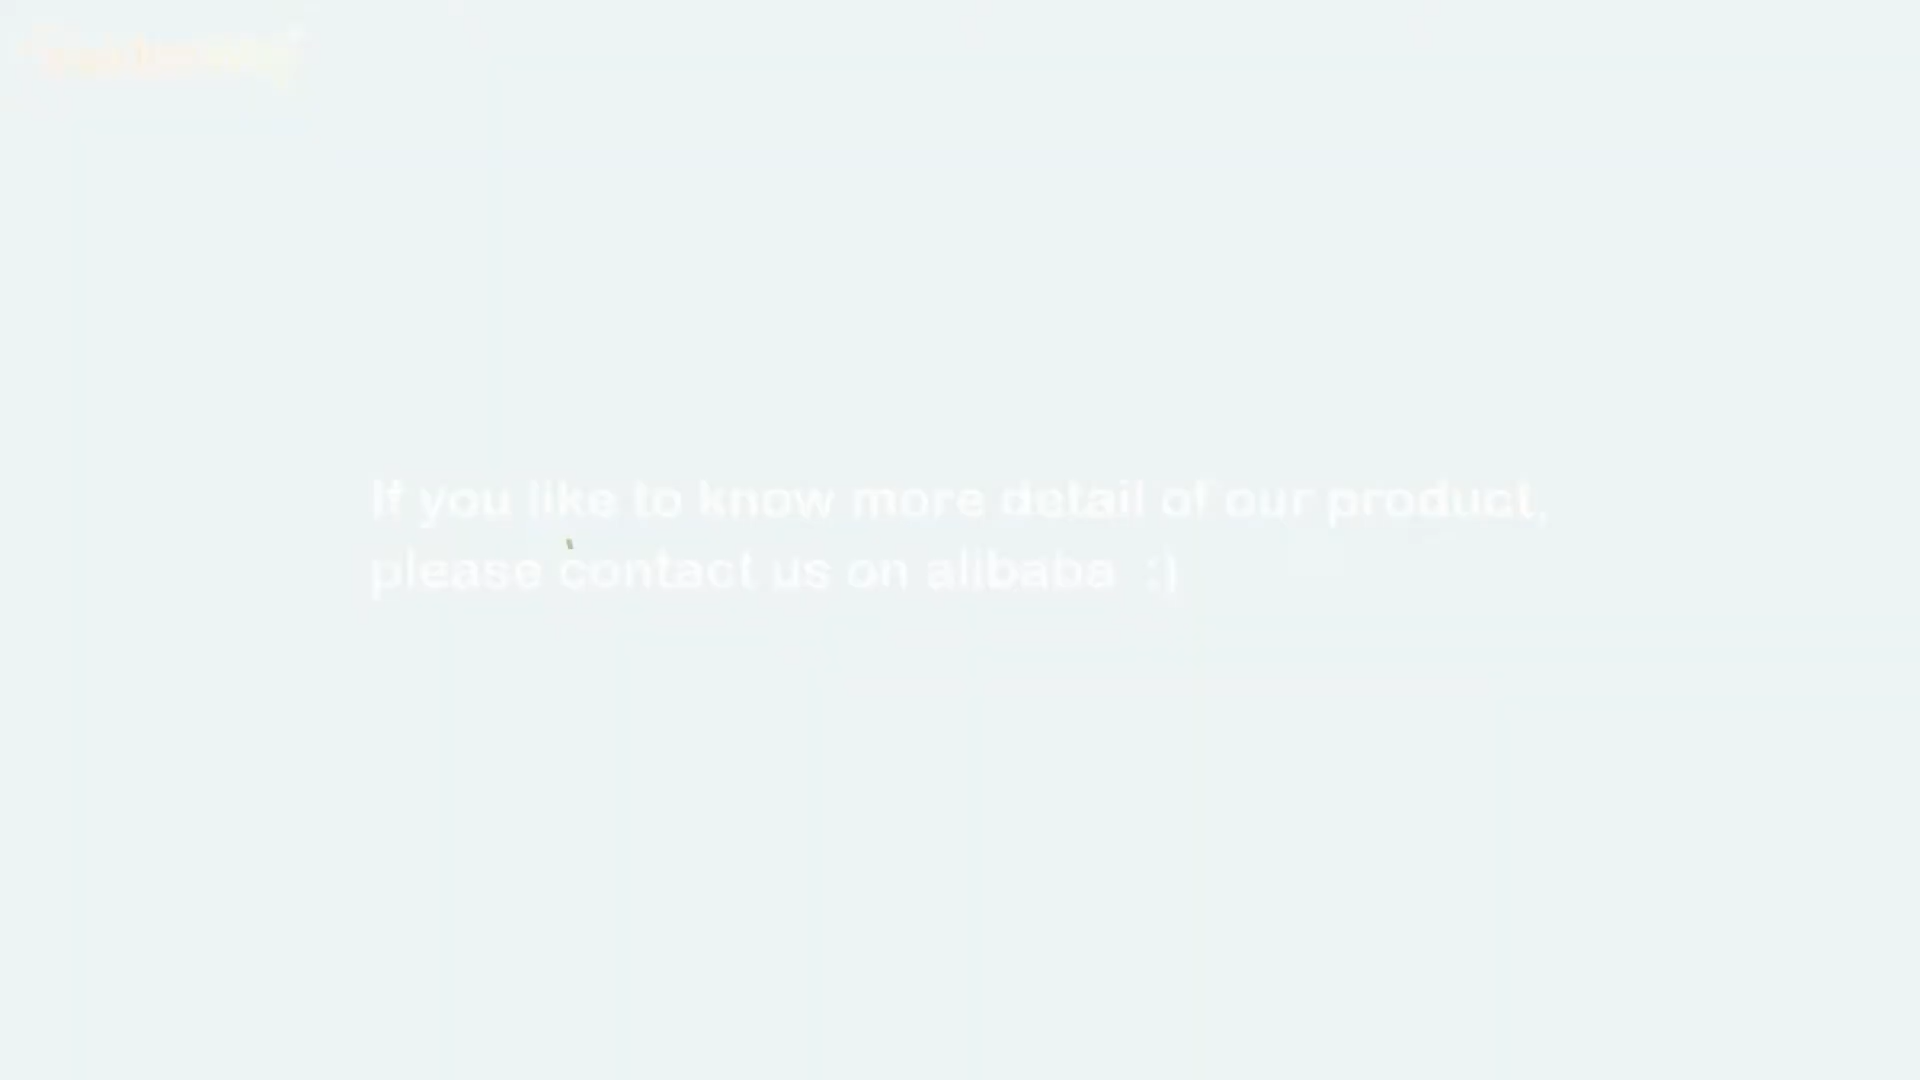 If you like to know more detail of our product,
please contact us on alibaba :)